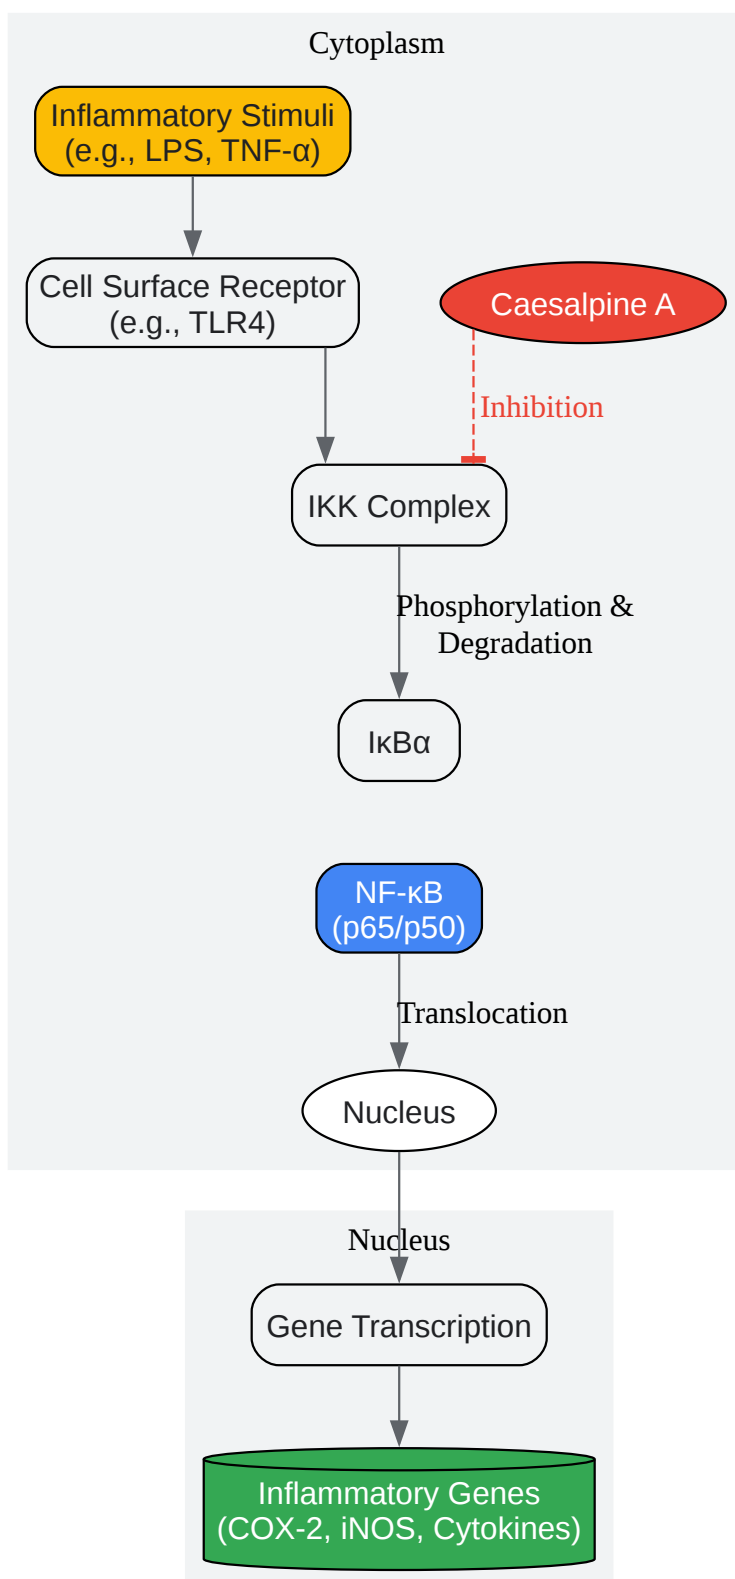 Cytoplasm
Inflammatory Stimuli
(e.g., LPS, TNF-α)
Cell Surface Receptor
(e.g., TLR4)
Caesalpine A
Inhibition
IKK Complex
Phosphorylation &
Degradation
IκBα
NF-κB
(p65/p50)
Translocation
Nucleus
Nucleus
Gene Transcription
Inflammatory Genes
(COX-2, iNOS, Cytokines)